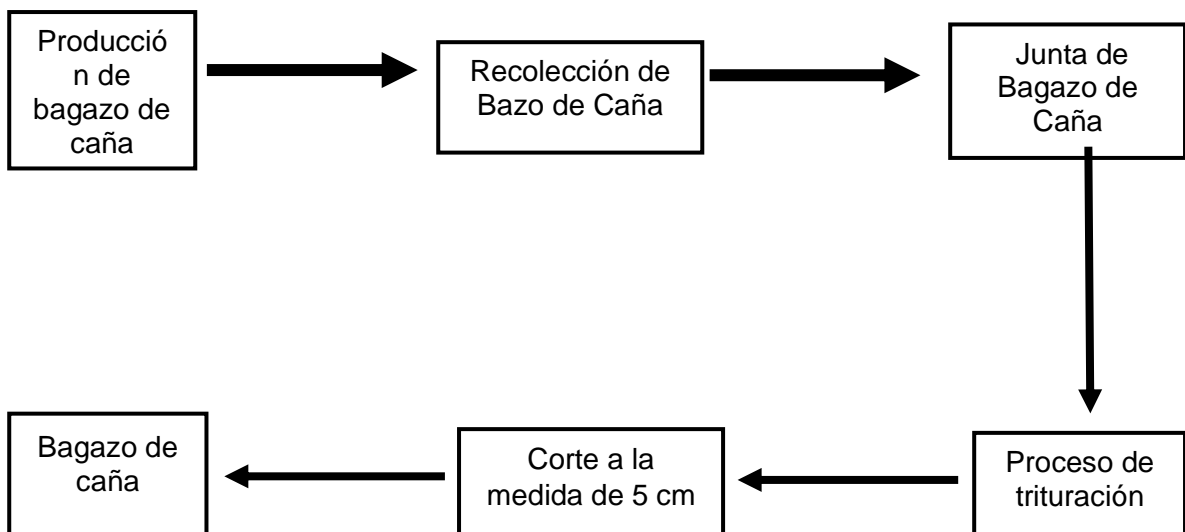 Producció
n de
bagazo de
caña
Recolección de
Bazo de Caña
Junta de
Bagazo de
Caña
Bagazo de
caña
Corte a la
medida de 5 cm
Proceso de
trituración